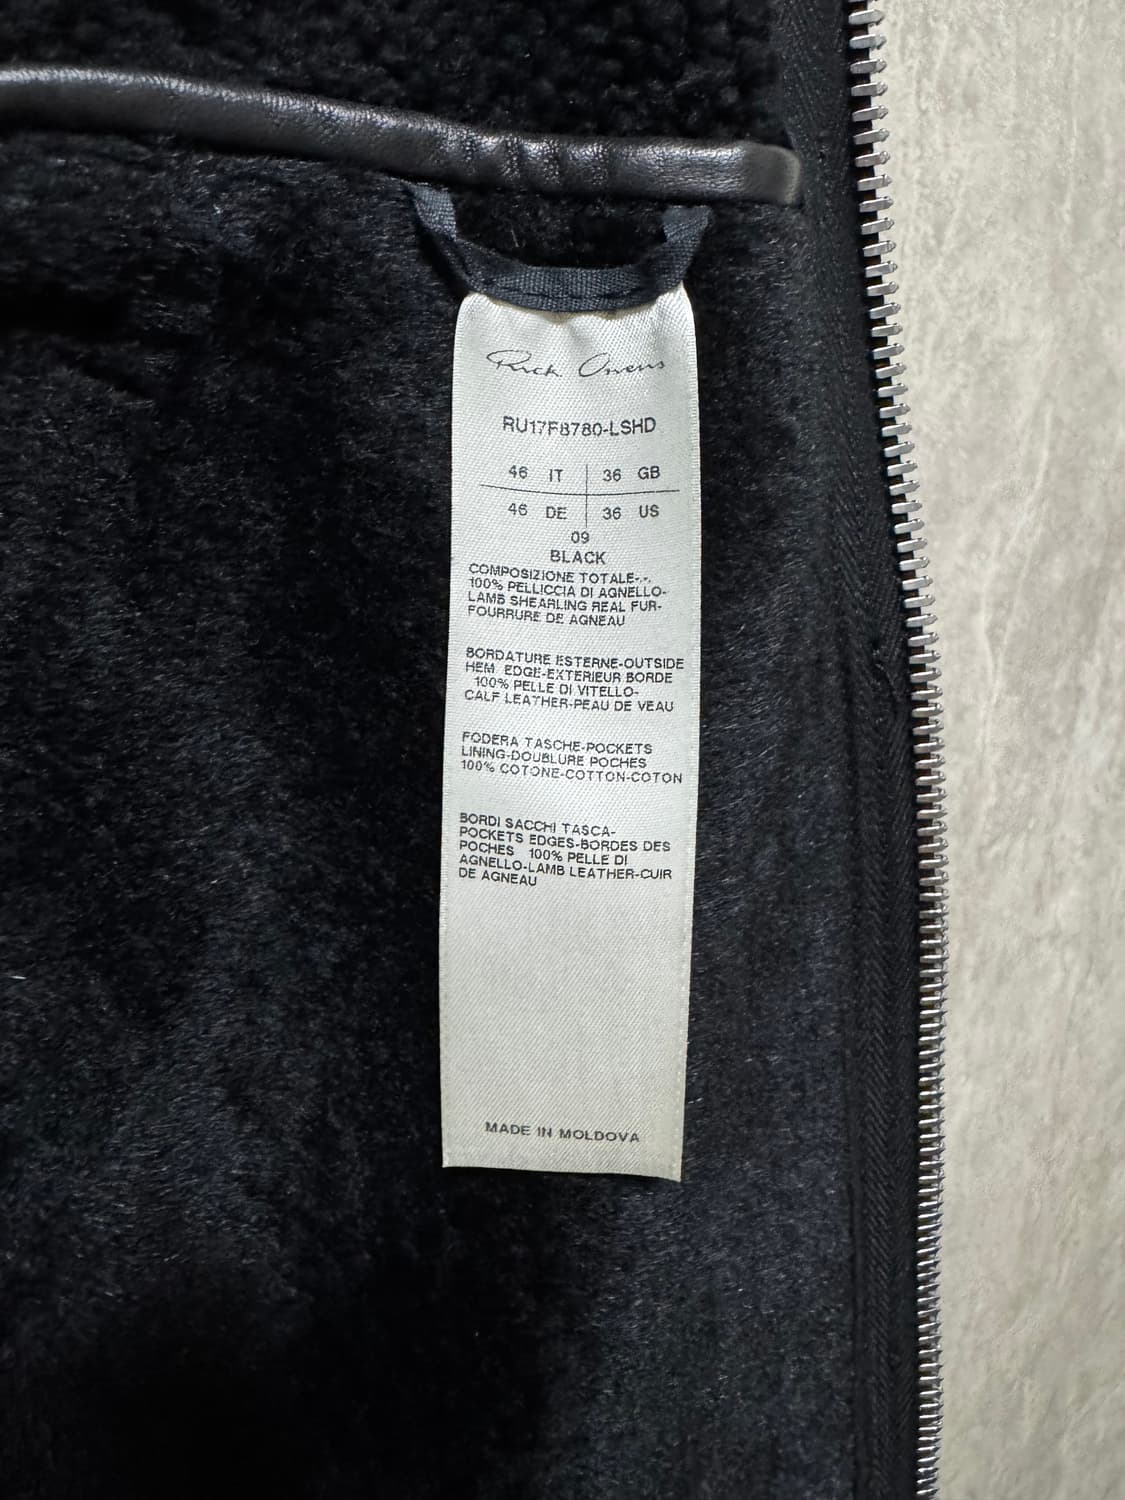 Rick Owens
RU17F8780-LSHD
46 IT 36 GB
46 DE 36 US
09
BLACK
COMPOSIZIONE TOTALE-.-.
100% PELLICCIA DI AGNELLO-
LAMB SHEARLING REAL FUR-
FOURRURE DE AGNEAU
BORDATURE ESTERNE-OUTSIDE
HEM EDGE-EXTERIEUR BORDE
100% PELLE DI VITELLO-
CALF LEATHER-PEAU DE VEAU
FODERA TASCHE-POCKETS
LINING-DOUBLURE POCHES
100% COTONE-COTTON-COTON
BORDI SACCHI TASCA-
POCKETS EDGES-BORDES DES
POCHES 100% PELLE DI
AGNELLO-LAMB LEATHER-CUIR
DE AGNEAU
MADE IN MOLDOVA